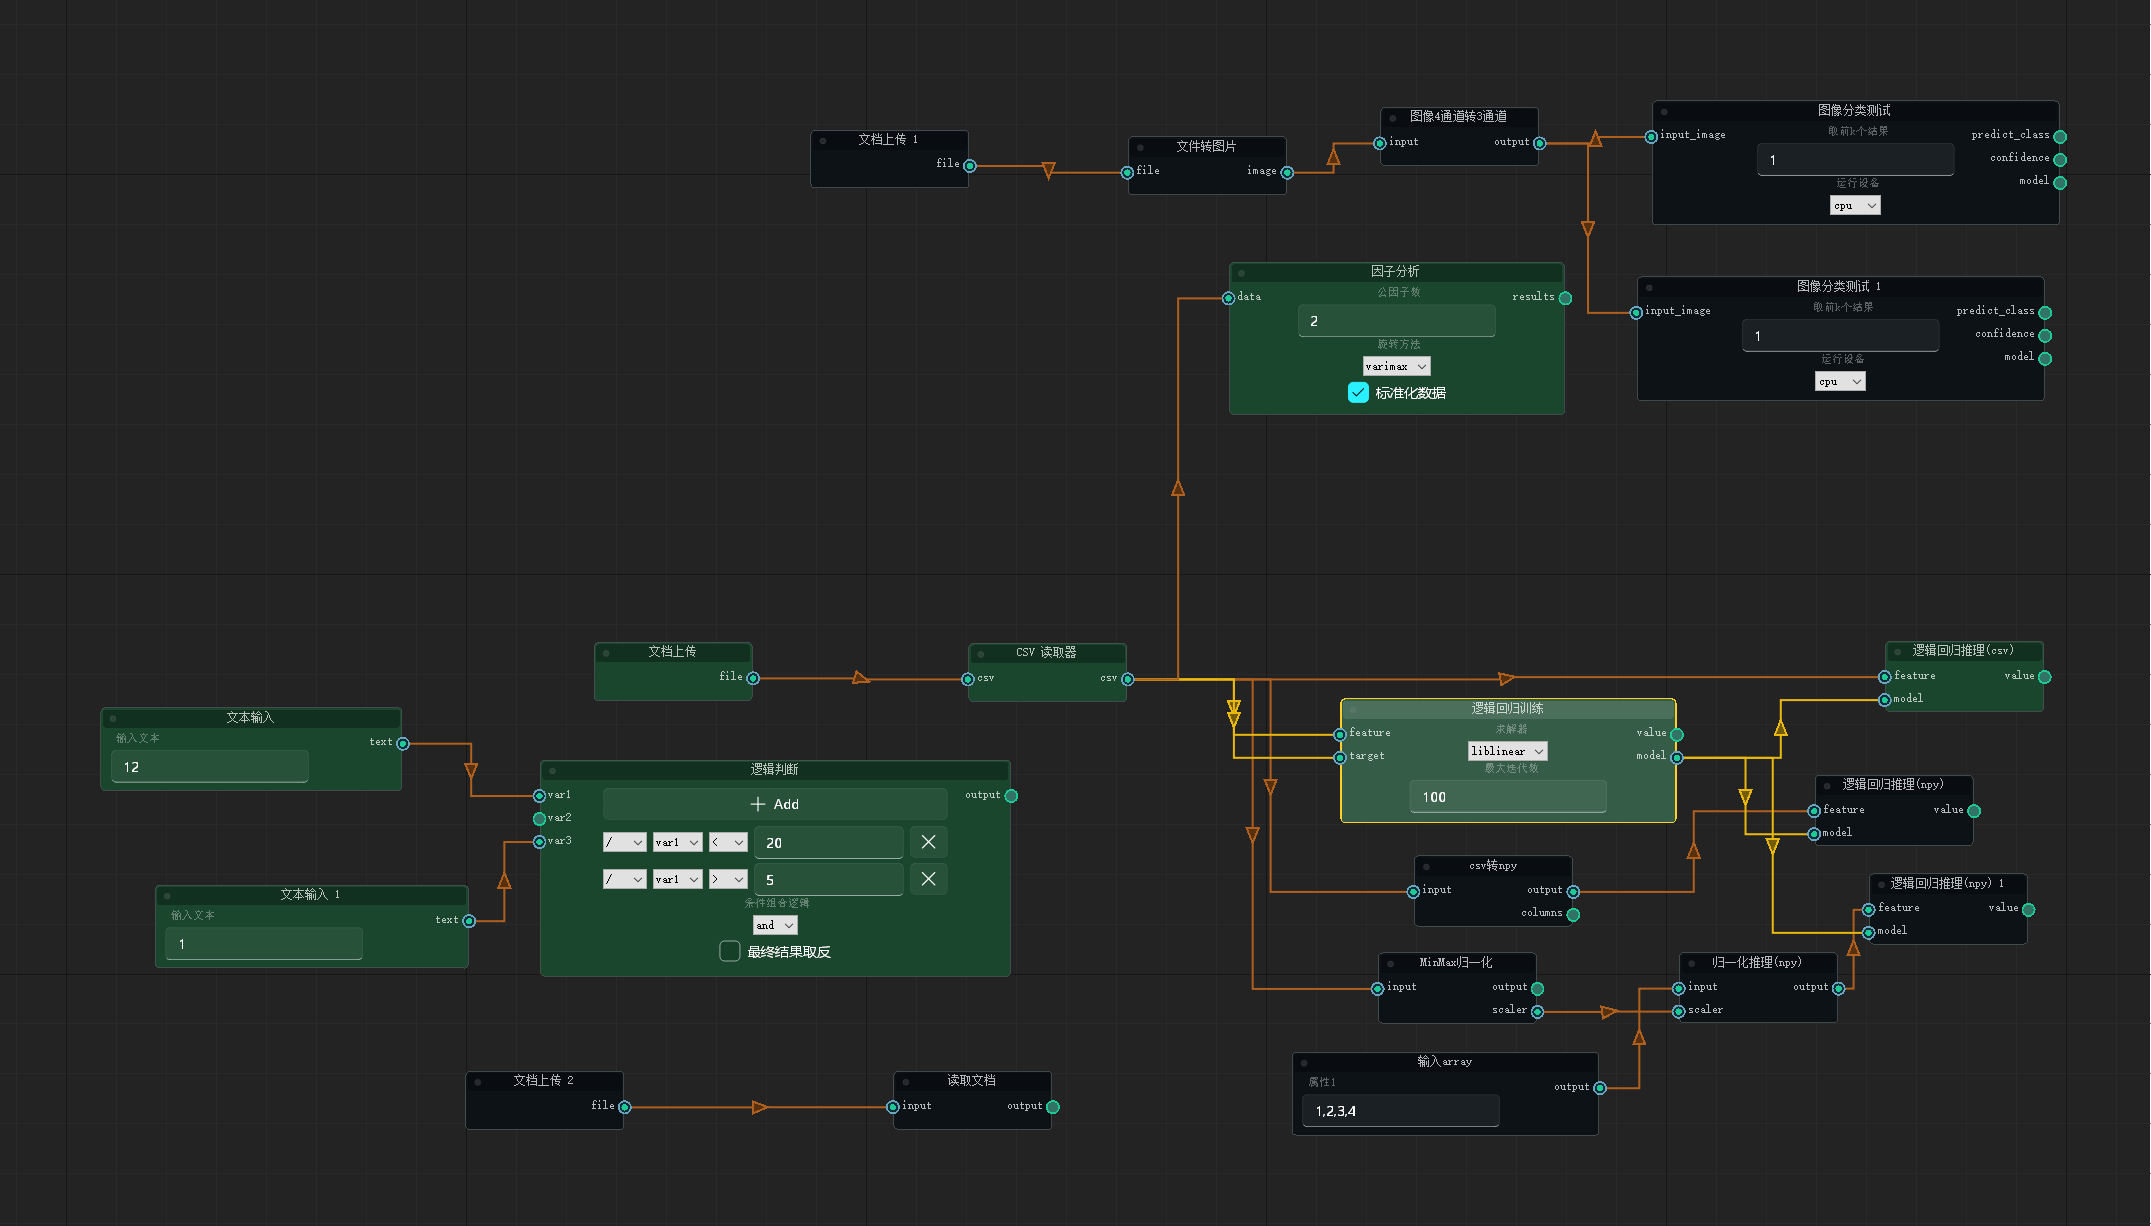 文档上传 1
file
文件转图片
file
image
图像4通道转3通道
input
output
图像分类测试
input_image
取前k个结果
1
运行设备
cpu
predict_class
confidence
model
因子分析
data
公因子数
2
旋转方法
varimax
标准化数据
results
图像分类测试 1
input_image
取前k个结果
1
运行设备
cpu
predict_class
confidence
model
文档上传
file
CSV 读取器
csv
csv
逻辑回归推理(csv)
feature
model
value
文本输入
输入文本
12
text
逻辑回归训练
feature
target
求解器
liblinear
最大迭代数
100
value
model
逻辑判断
var1
var2
var3
Add
/ var1 < 20
/ var1 > 5
条件组合逻辑
and
最终结果取反
output
逻辑回归推理(npy)
feature
model
value
文本输入 1
输入文本
1
text
csv转npy
input
output
columns
逻辑回归推理(npy) 1
feature
model
value
MinMax归一化
input
output
scaler
归一化推理(npy)
input
scaler
output
输入array
属性1
1,2,3,4
output
文档上传 2
file
读取文档
input
output